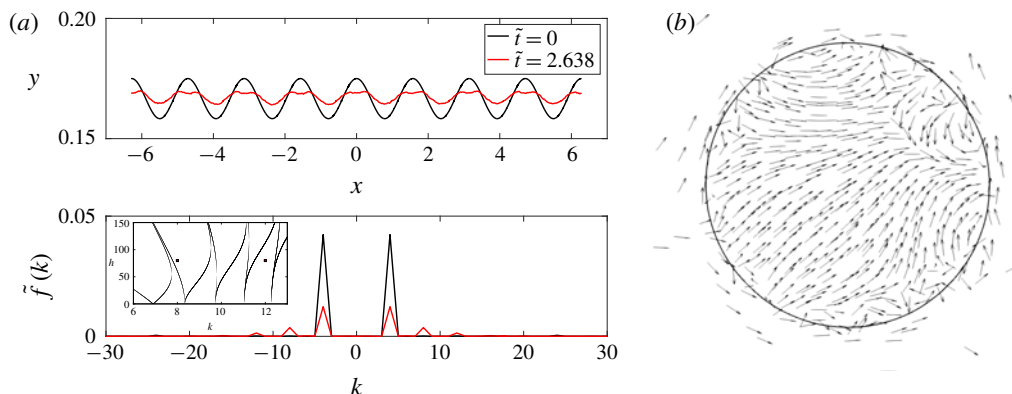 (a)
0.20
0.15
y
t̃ = 0
t̃ = 2.638
−6 −4 −2 0 2 4 6
x
0.05
0
f̃ (k)
150
100
50
0
h
6 8 10 12
k
−30 −20 −10 0 10 20 30
k
(b)